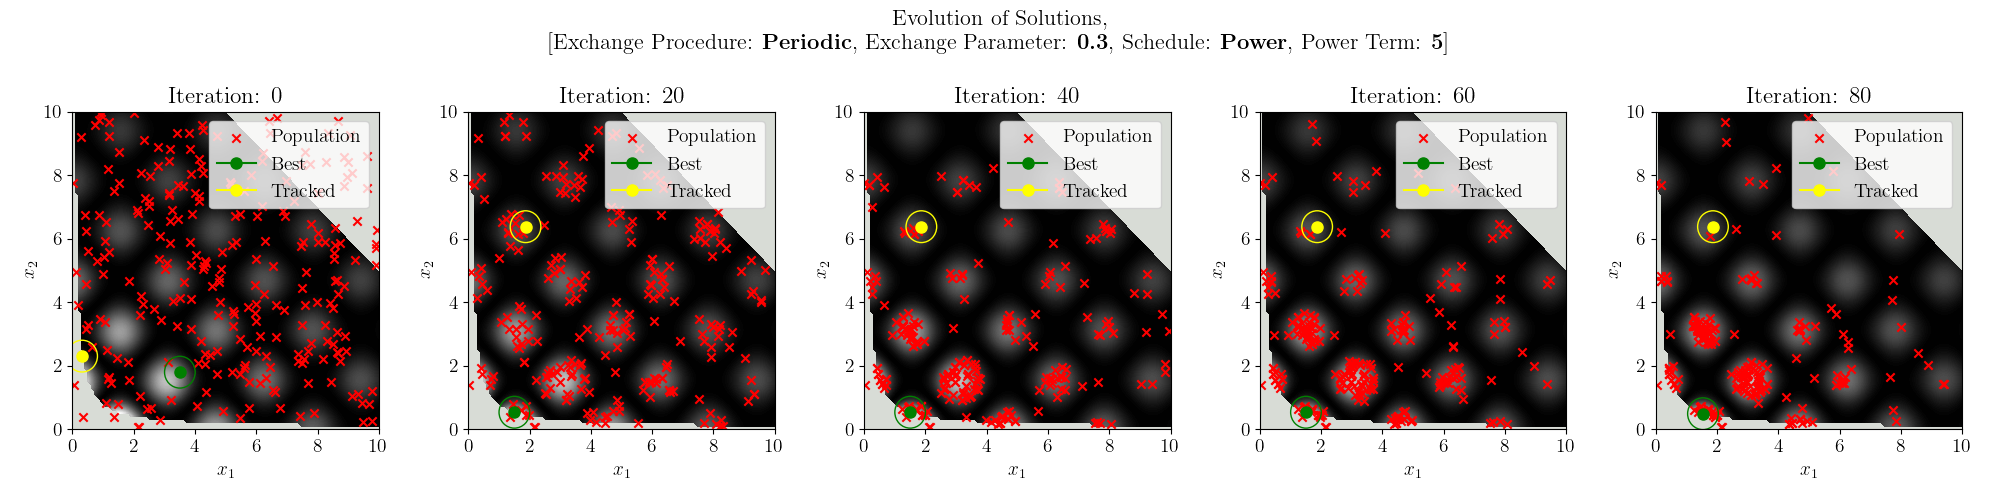 Evolution of Solutions,
[Exchange Procedure: Periodic, Exchange Parameter: 0.3, Schedule: Power, Power Term: 5]
Iteration: 0
10
8
6
4
2
0
x2
0 2 4 6 8 10
x1
Population
Best
Tracked
Iteration: 20
10
8
6
4
2
0
x2
0 2 4 6 8 10
x1
Population
Best
Tracked
Iteration: 40
10
8
6
4
2
0
x2
0 2 4 6 8 10
x1
Population
Best
Tracked
Iteration: 60
10
8
6
4
2
0
x2
0 2 4 6 8 10
x1
Population
Best
Tracked
Iteration: 80
10
8
6
4
2
0
x2
0 2 4 6 8 10
x1
Population
Best
Tracked